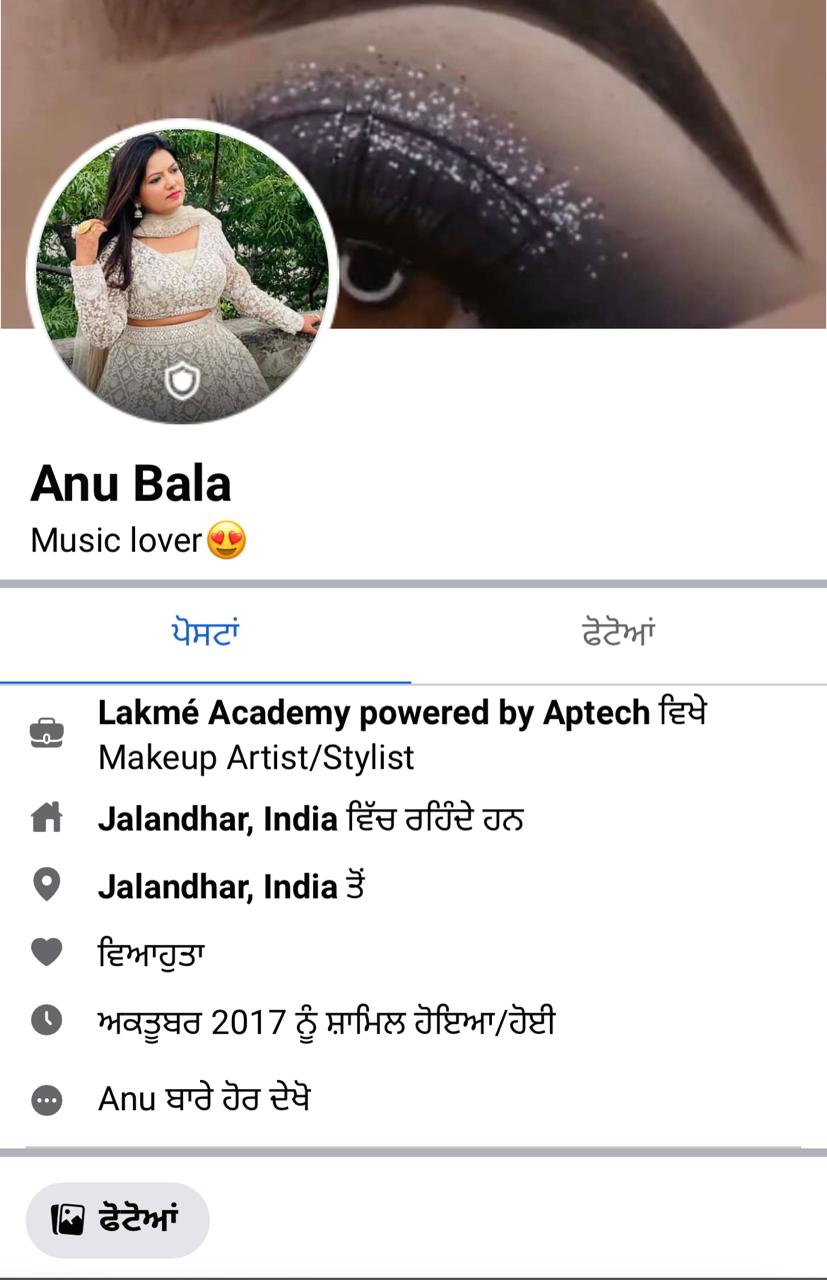 Anu Bala
Music lover😍
ਪੋਸਟਾਂ
ਫੋਟੋਆਂ
Lakmé Academy powered by Aptech ਵਿਖੇ
Makeup Artist/Stylist
Jalandhar, India ਵਿੱਚ ਰਹਿੰਦੇ ਹਨ
Jalandhar, India ਤੋਂ
ਵਿਆਹੁਤਾ
ਅਕਤੂਬਰ 2017 ਨੂੰ ਸ਼ਾਮਿਲ ਹੋਇਆ/ਹੋਈ
Anu ਬਾਰੇ ਹੋਰ ਦੇਖੋ
ਫੋਟੋਆਂ